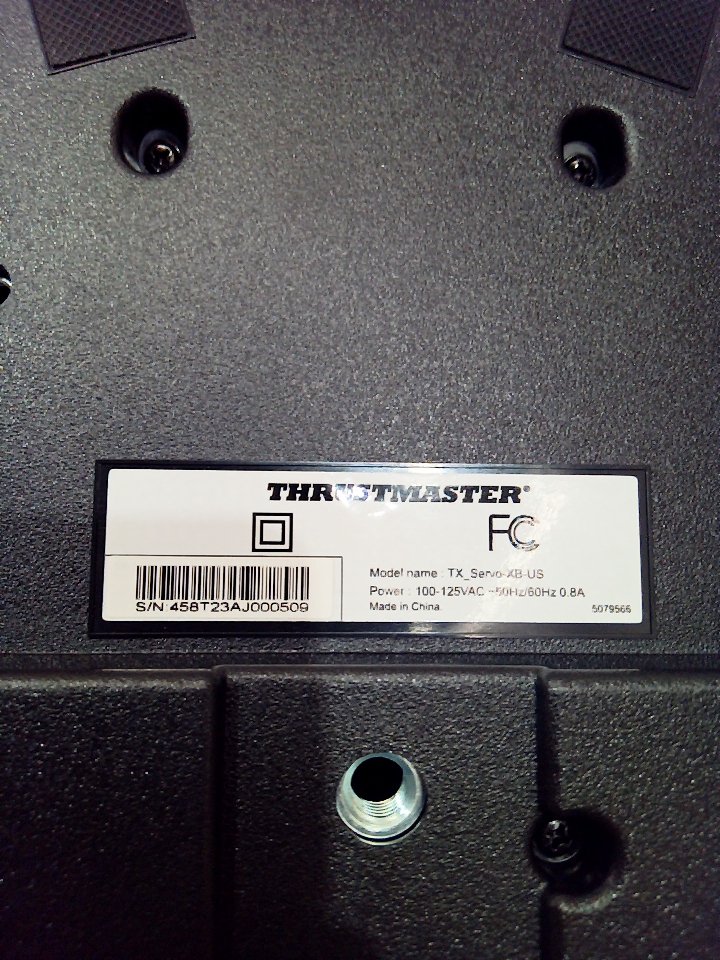 THRUSTMASTER®
FC
S/N:458T23AJ000509
Model name : TX_Servo-XB-US
Power : 100-125VAC ~50Hz/60Hz 0.8A
Made in China.
5079566